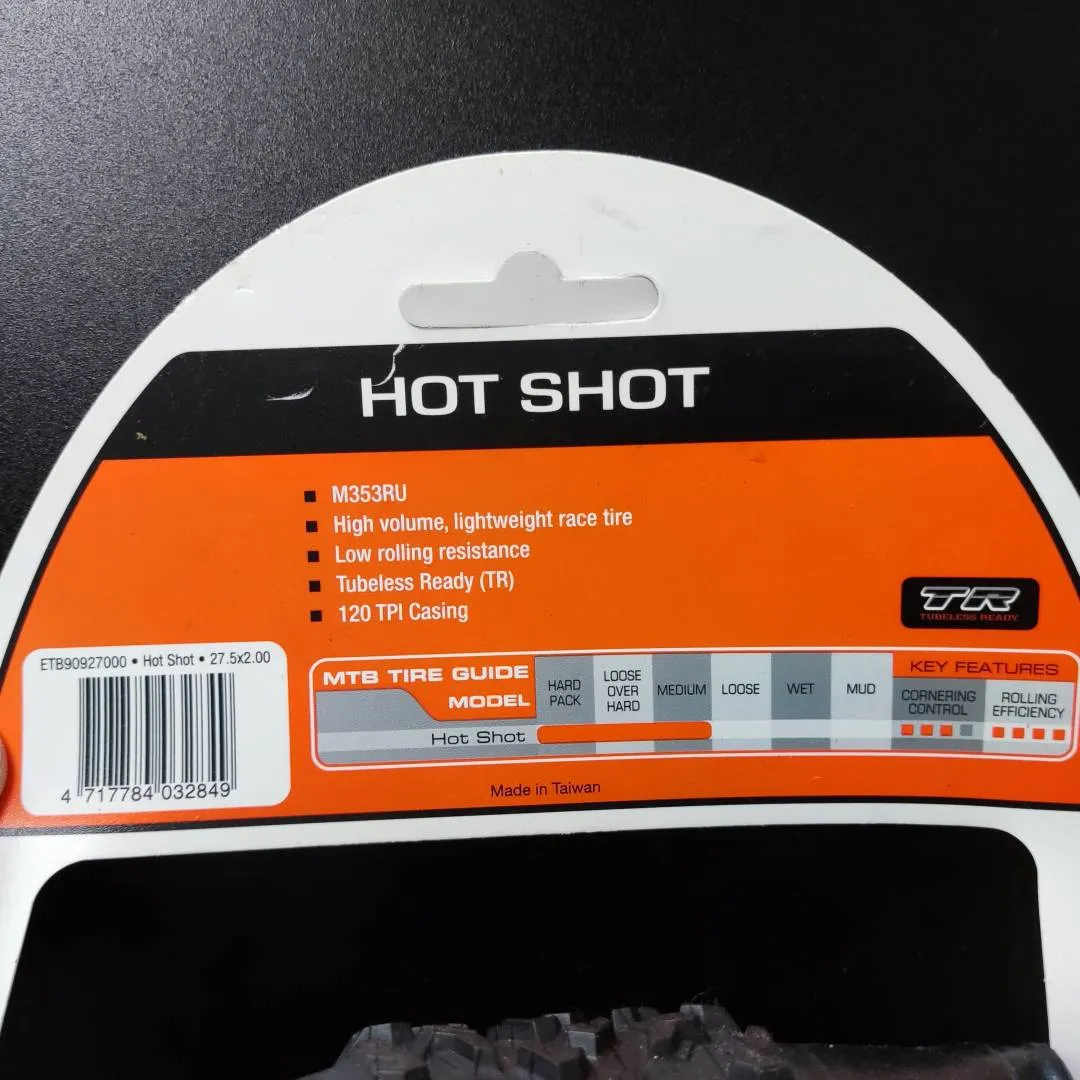 HOT SHOT
M353RU
High volume, lightweight race tire
Low rolling resistance
Tubeless Ready (TR)
120 TPI Casing
TR
TUBELESS READY
ETB90927000 • Hot Shot • 27.5x2.00
4 717784 032849
MTB TIRE GUIDE
MODEL
HARD PACK
LOOSE OVER HARD
MEDIUM
LOOSE
WET
MUD
KEY FEATURES
CORNERING CONTROL
ROLLING EFFICIENCY
Hot Shot
Made in Taiwan